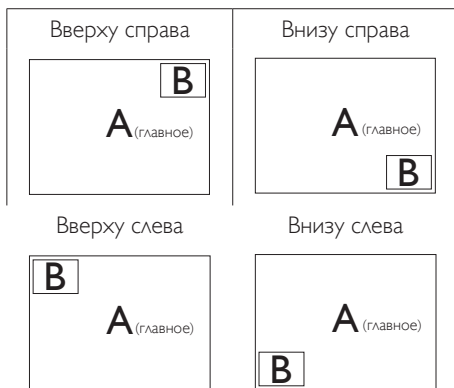 Вверху справа
B
A (главное)
Внизу справа
A (главное)
B
Вверху слева
B
A (главное)
Внизу слева
A (главное)
B